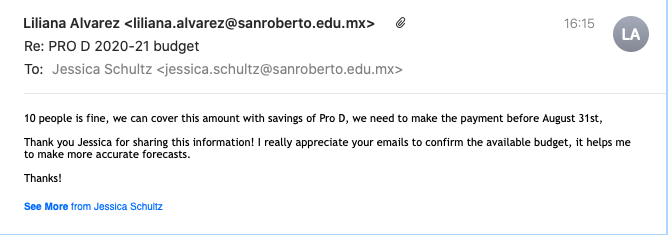 Liliana Alvarez <liliana.alvarez@sanroberto.edu.mx>
16:15
LA
Re: PRO D 2020-21 budget
To: Jessica Schultz <jessica.schultz@sanroberto.edu.mx>
10 people is fine, we can cover this amount with savings of Pro D, we need to make the payment before August 31st,
Thank you Jessica for sharing this information! I really appreciate your emails to confirm the available budget, it helps me
to make more accurate forecasts.
Thanks!
See More from Jessica Schultz